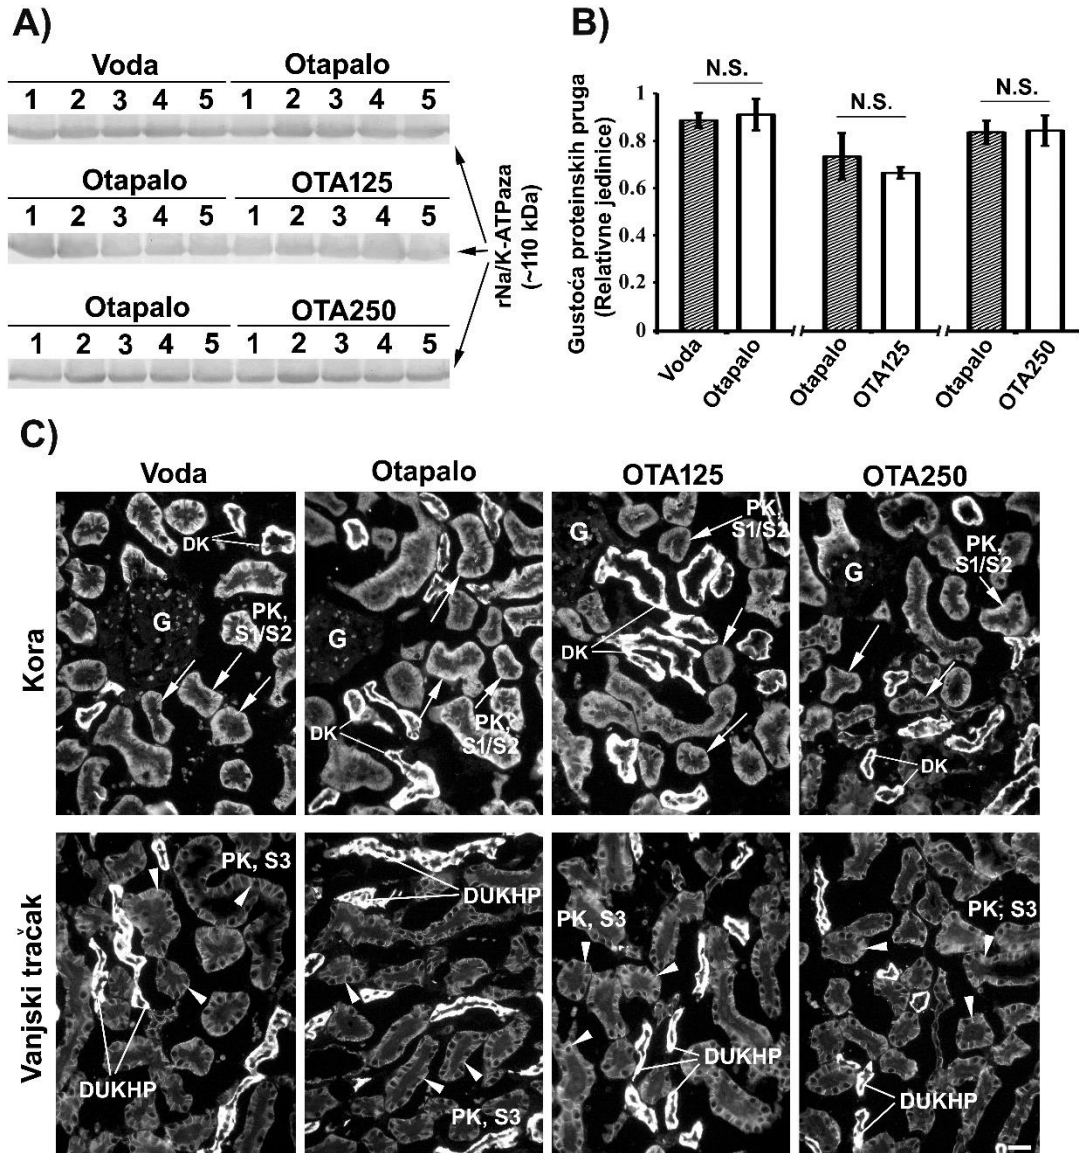 A)
Voda Otapalo
1 2 3 4 5 1 2 3 4 5
Otapalo OTA125
1 2 3 4 5 1 2 3 4 5
Otapalo OTA250
1 2 3 4 5 1 2 3 4 5
rNa/K-ATPaza
(~110 kDa)
B)
Gustoća proteinskih pruga
(Relativne jedinice)
1
0.8
0.6
0.4
0.2
0
N.S.
N.S.
N.S.
Voda
Otapalo
Otapalo
OTA125
Otapalo
OTA250
C)
Voda Otapalo OTA125 OTA250
Kora
DK
G
PK,
S1/S2
G
DK
PK,
S1/S2
G
PK,
S1/S2
DK
G
PK,
S1/S2
DK
Vanjski tračak
PK, S3
DUKHP
DUKHP
PK, S3
PK, S3
DUKHP
PK, S3
DUKHP